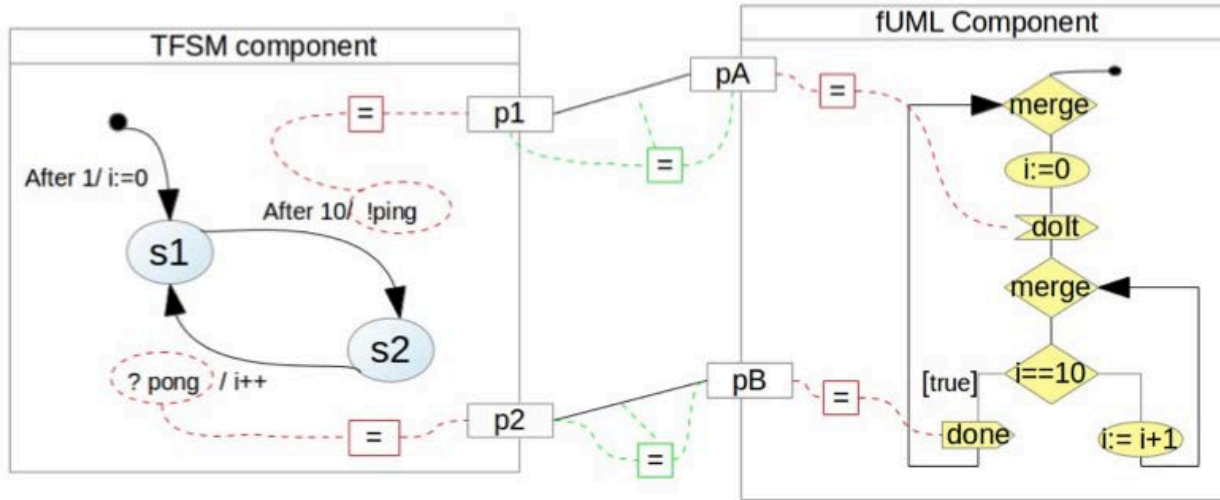 TFSM component
fUML Component
p1
pA
=
=
=
After 1/ i:=0
After 10/ !ping
s1
s2
? pong / i++
=
p2
pB
=
=
merge
i:=0
doIt
merge
i==10
[true]
done
i:= i+1